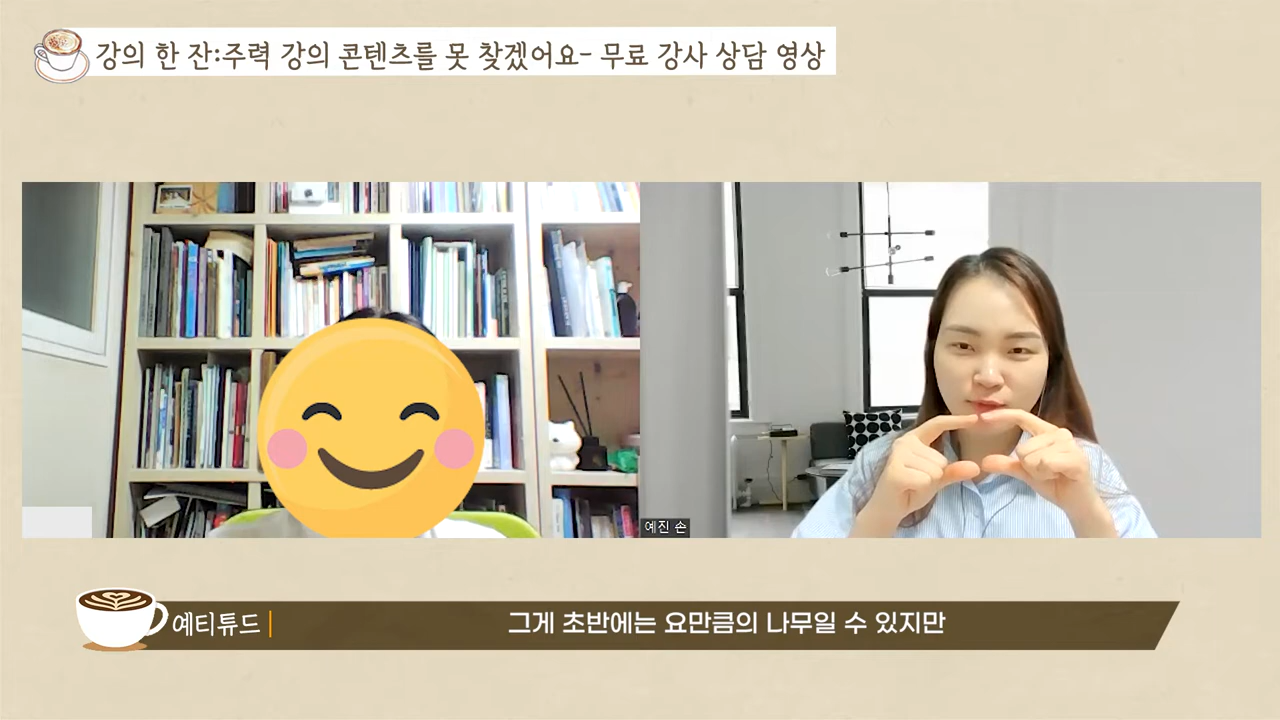 강의 한 잔:주력 강의 콘텐츠를 못 찾겠어요- 무료 강사 상담 영상
예진 손
예티튜드
그게 초반에는 요만큼의 나무일 수 있지만